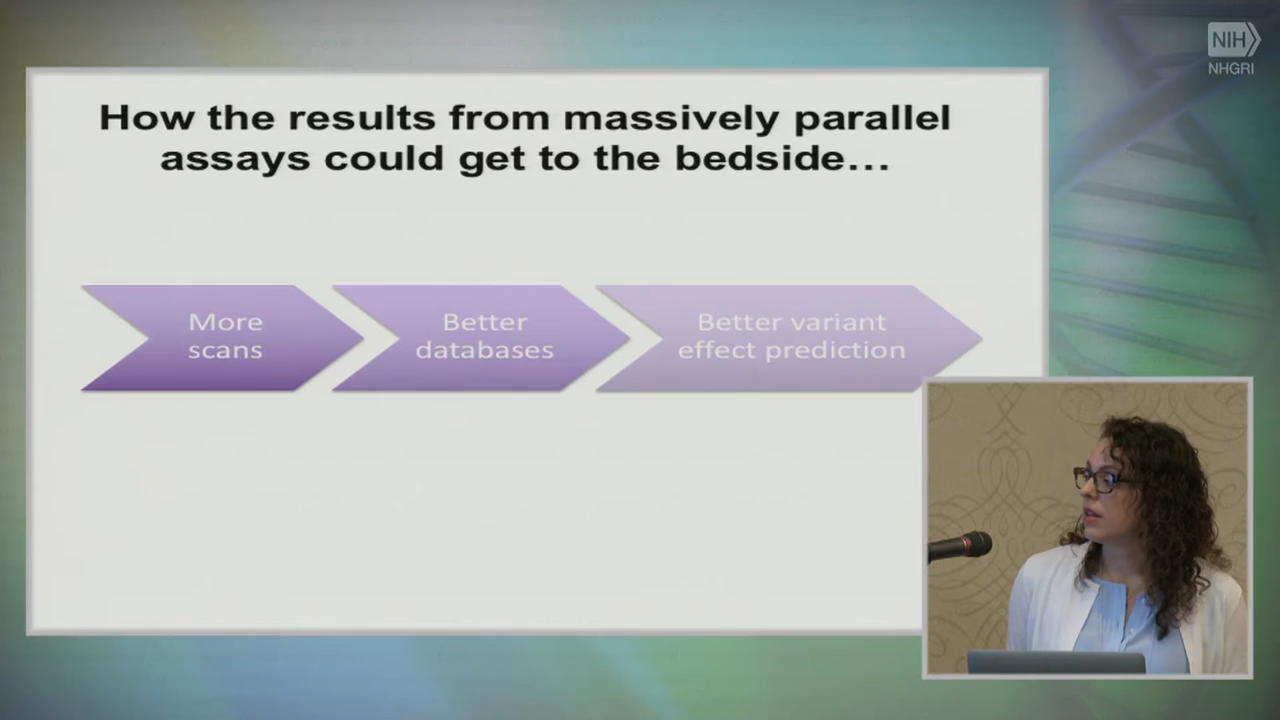 NIH
NHGRI
How the results from massively parallel
assays could get to the bedside...
More
scans
Better
databases
Better variant
effect prediction